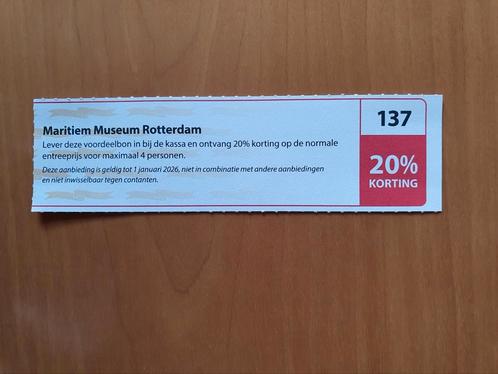 Maritiem Museum Rotterdam
Lever deze voordeelbon in bij de kassa en ontvang 20% korting op de normale
entreeprijs voor maximaal 4 personen.
Deze aanbieding is geldig tot 1 januari 2026, niet in combinatie met andere aanbiedingen
en niet inwisselbaar tegen contanten.
137
20%
KORTING